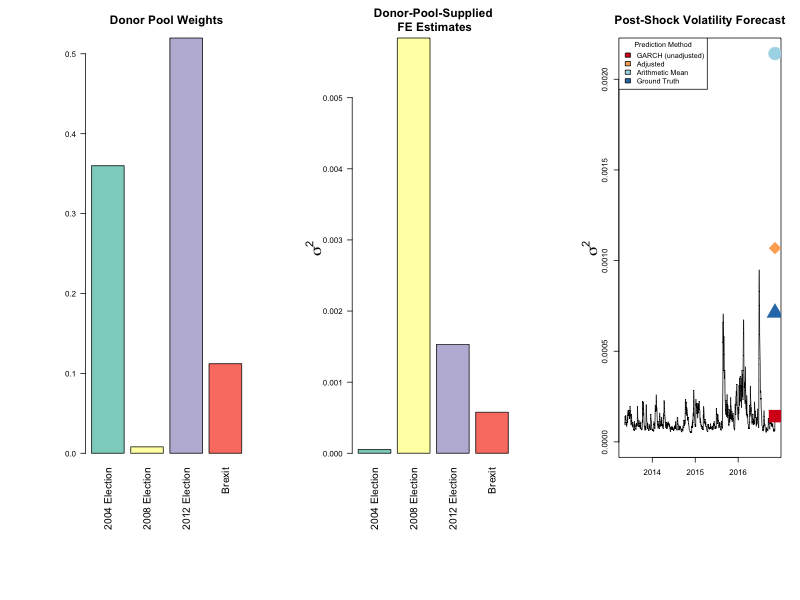 Donor Pool Weights
0.5
0.4
0.3
0.2
0.1
0.0
2004 Election
2008 Election
2012 Election
Brexit
Donor-Pool-Supplied
FE Estimates
σ2
0.005
0.004
0.003
0.002
0.001
0.000
2004 Election
2008 Election
2012 Election
Brexit
Post-Shock Volatility Forecast
σ2
0.0020
0.0015
0.0010
0.0005
0.0000
Prediction Method
GARCH (unadjusted)
Adjusted
Arithmetic Mean
Ground Truth
2014
2015
2016